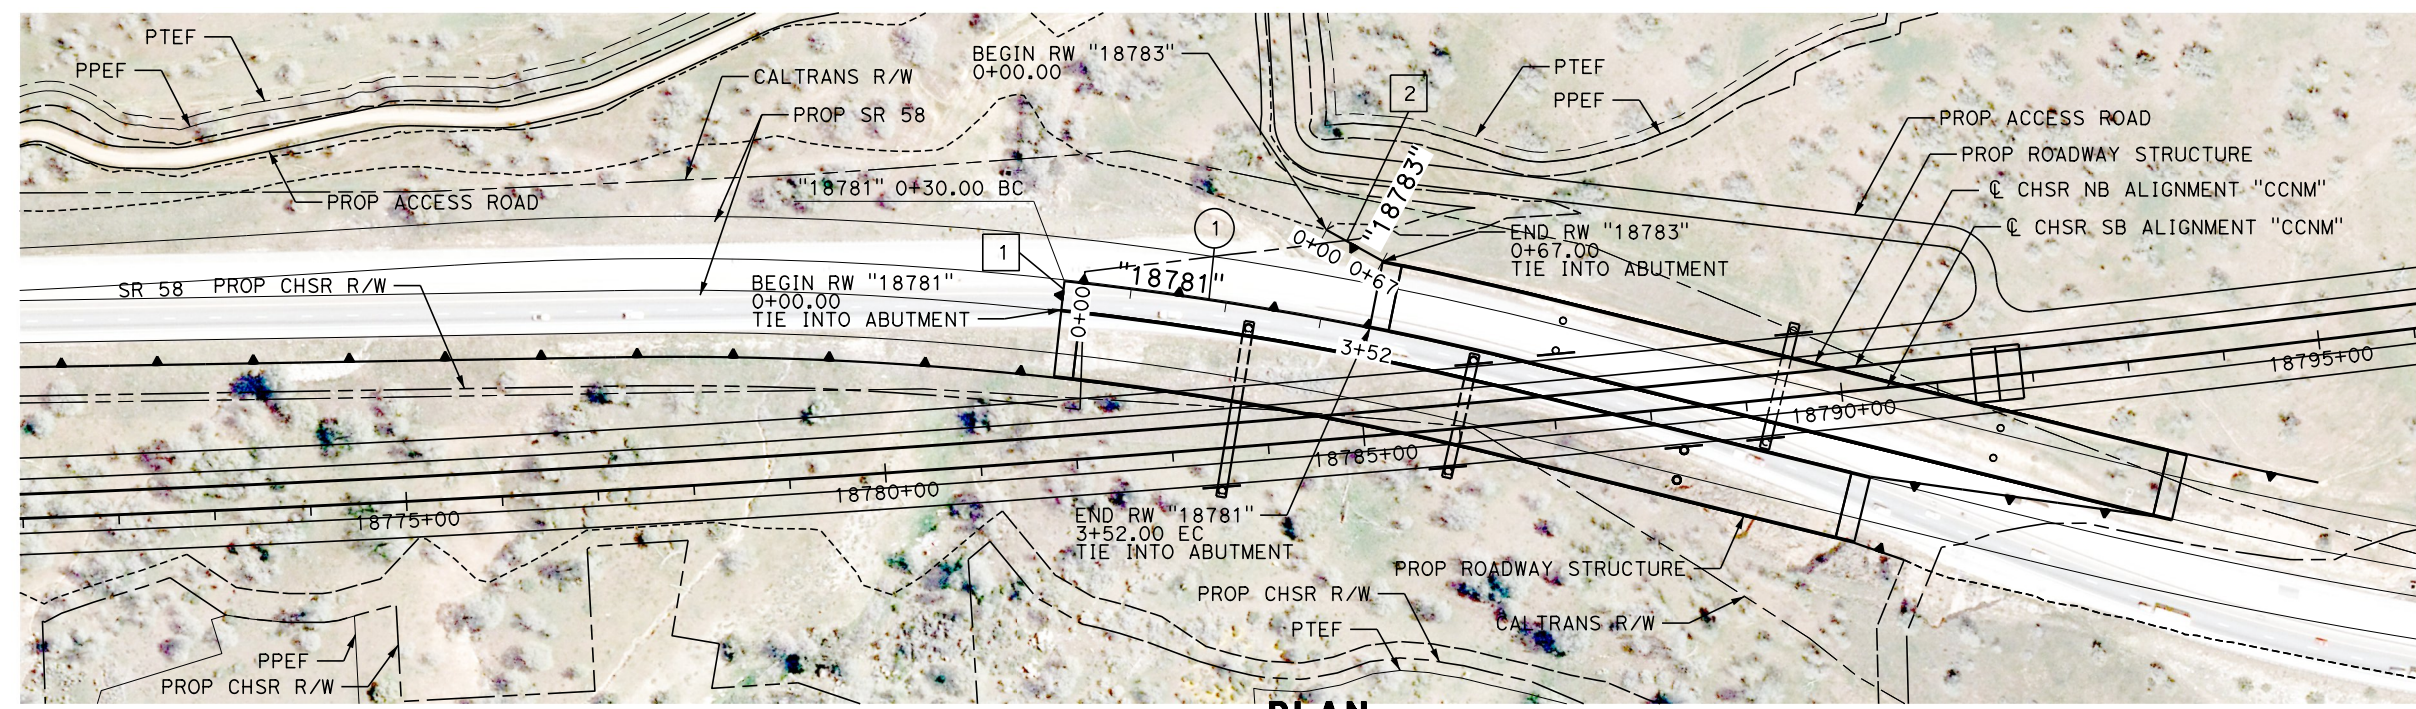 PTEF
PPEF
BEGIN RW "18783"
0+00.00
CALTRANS R/W
PROP SR 58
2
PTEF
PPEF
PROP ACCESS ROAD
PROP ROADWAY STRUCTURE
℄ CHSR NB ALIGNMENT "CCNM"
℄ CHSR SB ALIGNMENT "CCNM"
PROP ACCESS ROAD
"18781" 0+30.00 BC
"18783"
1
1
0+00 0+67
END RW "18783"
0+67.00
TIE INTO ABUTMENT
SR 58
PROP CHSR R/W
BEGIN RW "18781"
0+00.00
TIE INTO ABUTMENT
"18781"
0+00
3+52
18795+00
18790+00
18785+00
18780+00
18775+00
END RW "18781"
3+52.00 EC
TIE INTO ABUTMENT
PROP ROADWAY STRUCTURE
PROP CHSR R/W
CALTRANS R/W
PTEF
PPEF
PROP CHSR R/W
PLAN